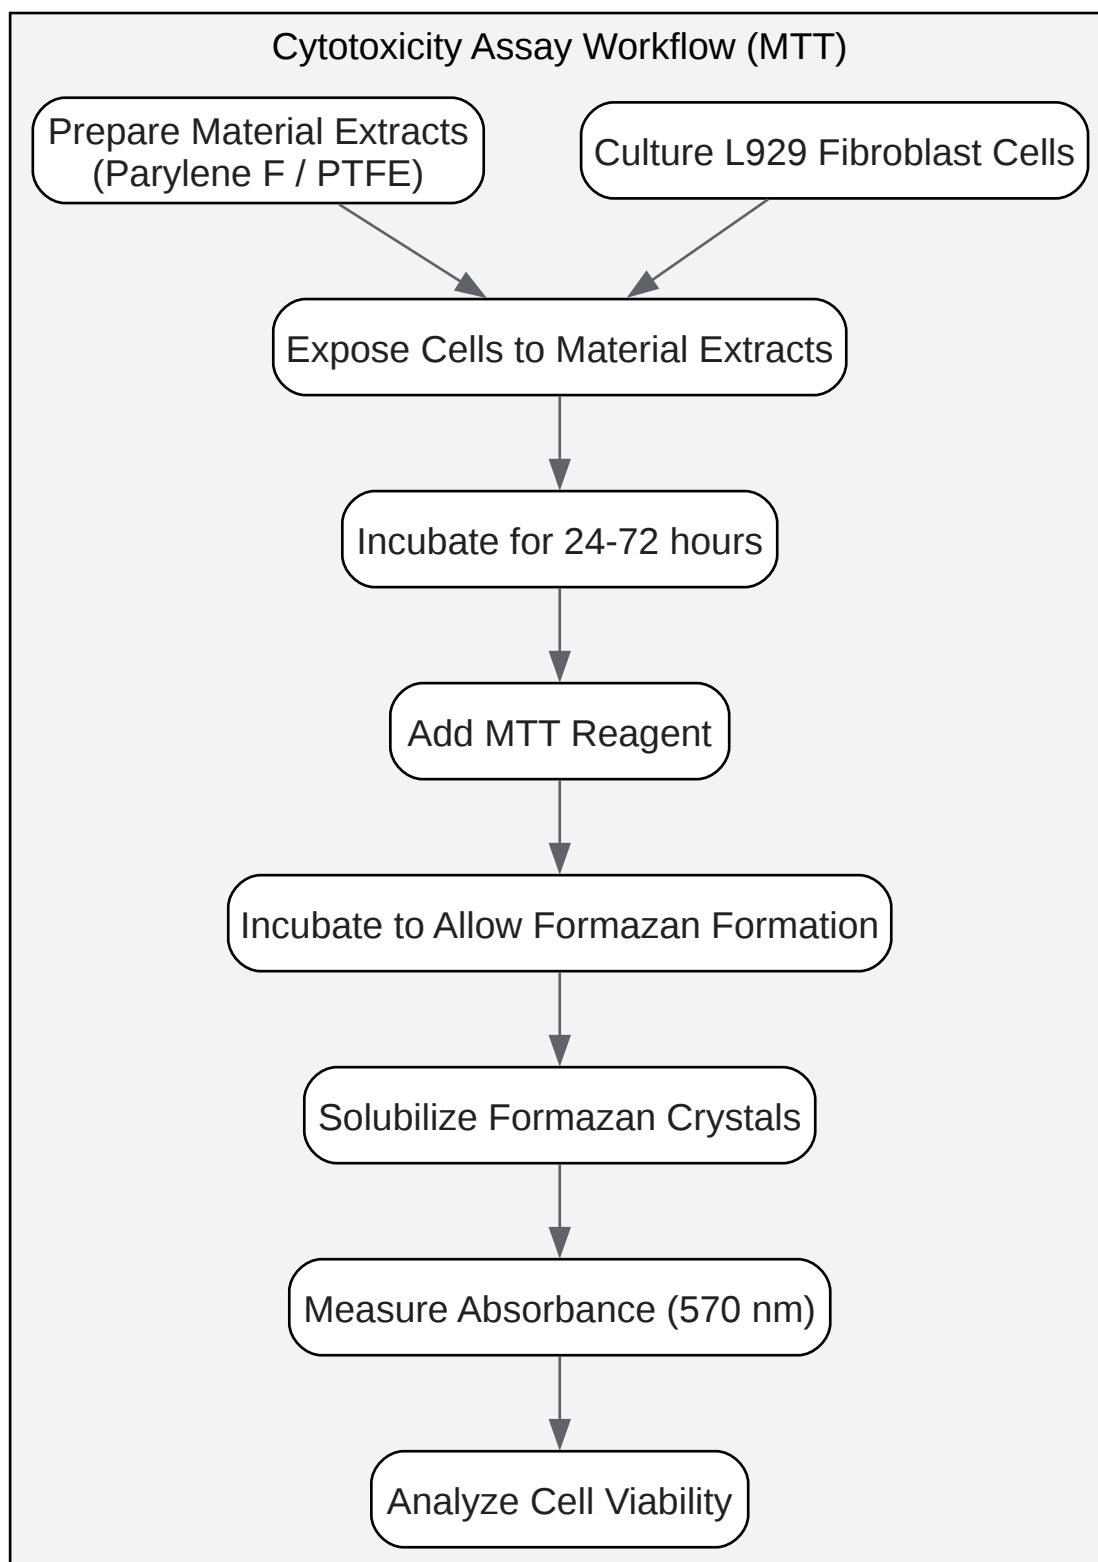 Cytotoxicity Assay Workflow (MTT)
Prepare Material Extracts
(Parylene F / PTFE)
Culture L929 Fibroblast Cells
Expose Cells to Material Extracts
Incubate for 24-72 hours
Add MTT Reagent
Incubate to Allow Formazan Formation
Solubilize Formazan Crystals
Measure Absorbance (570 nm)
Analyze Cell Viability